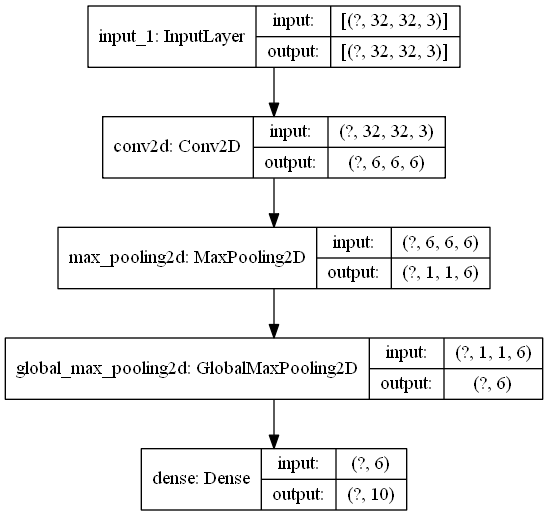 input_1: InputLayer
input: [(?, 32, 32, 3)]
output: [(?, 32, 32, 3)]
conv2d: Conv2D
input: (?, 32, 32, 3)
output: (?, 6, 6, 6)
max_pooling2d: MaxPooling2D
input: (?, 6, 6, 6)
output: (?, 1, 1, 6)
global_max_pooling2d: GlobalMaxPooling2D
input: (?, 1, 1, 6)
output: (?, 6)
dense: Dense
input: (?, 6)
output: (?, 10)